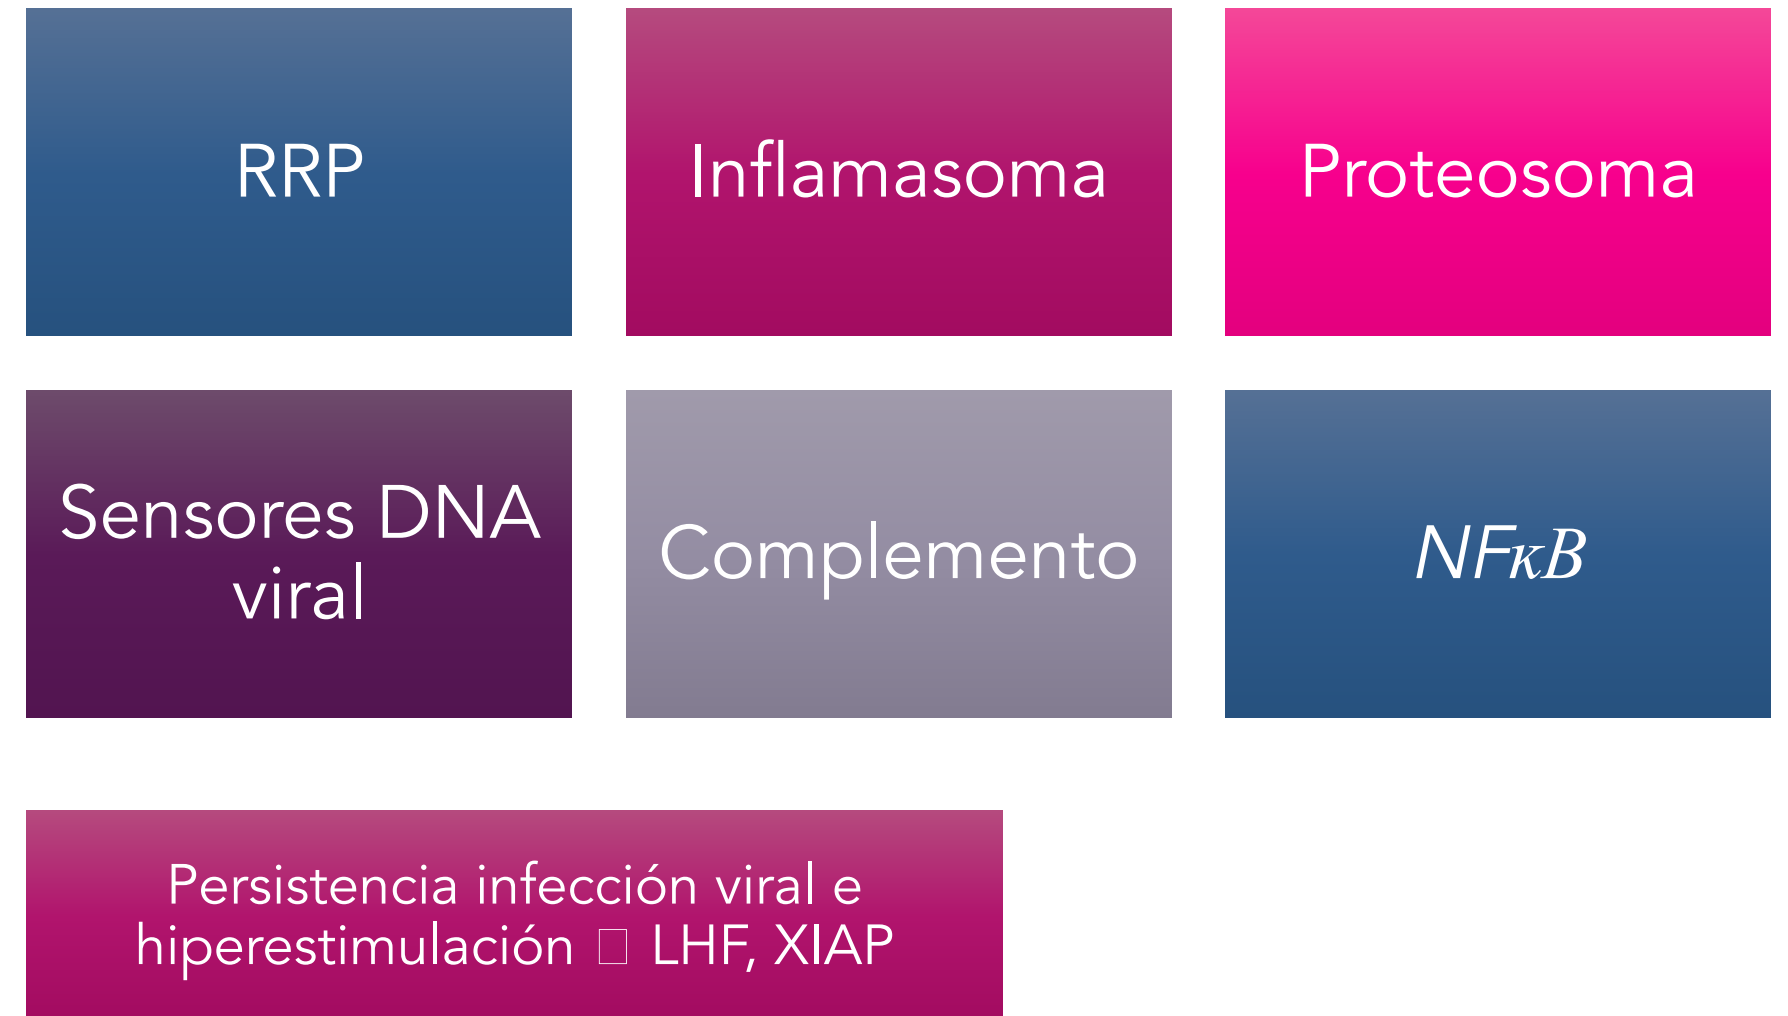 RRP
Inflamasoma
Proteosoma
Sensores DNA
viral
Complemento
NFκB
Persistencia infección viral e
hiperestimulación □ LHF, XIAP